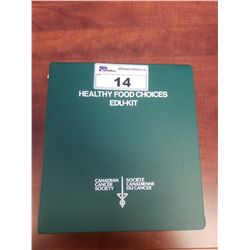 14
HEALTHY FOOD CHOICES
EDU-KIT
CANADIAN
CANCER
SOCIETY
SOCIÉTÉ
CANADIENNE
DU CANCER